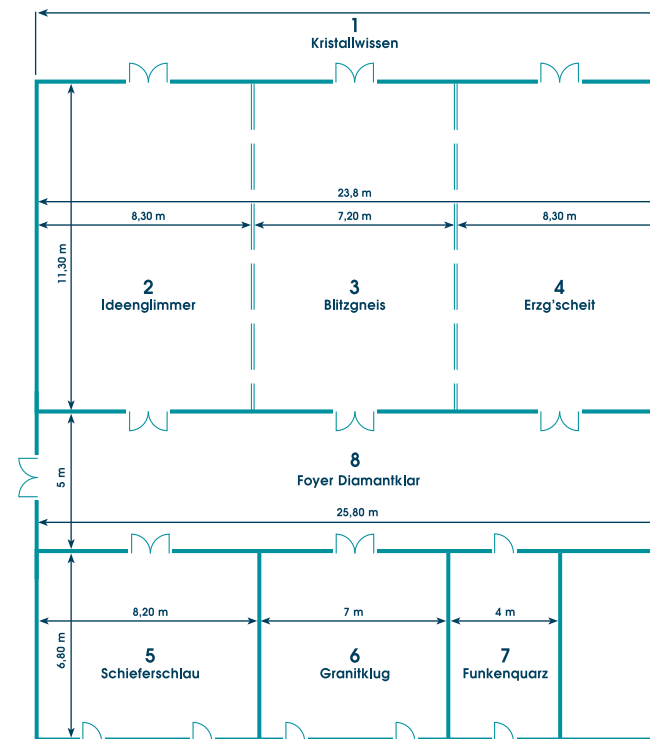 1
Kristallwissen
23,8 m
8,30 m
7,20 m
8,30 m
11,30 m
2
Ideenglimmer
3
Blitzgneis
4
Erzg'scheit
8
Foyer Diamantklar
5 m
25,80 m
8,20 m
7 m
4 m
6,80 m
5
Schieferschlau
6
Granitklug
7
Funkenquarz